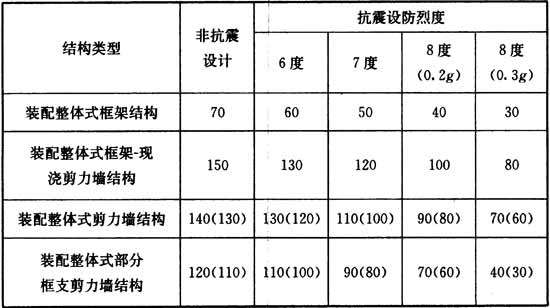 结构类型 非抗震设计 抗震设防烈度
6度 7度 8度(0.2g) 8度(0.3g)
装配整体式框架结构 70 60 50 40 30
装配整体式框架-现浇剪力墙结构 150 130 120 100 80
装配整体式剪力墙结构 140(130) 130(120) 110(100) 90(80) 70(60)
装配整体式部分框支剪力墙结构 120(110) 110(100) 90(80) 70(60) 40(30)